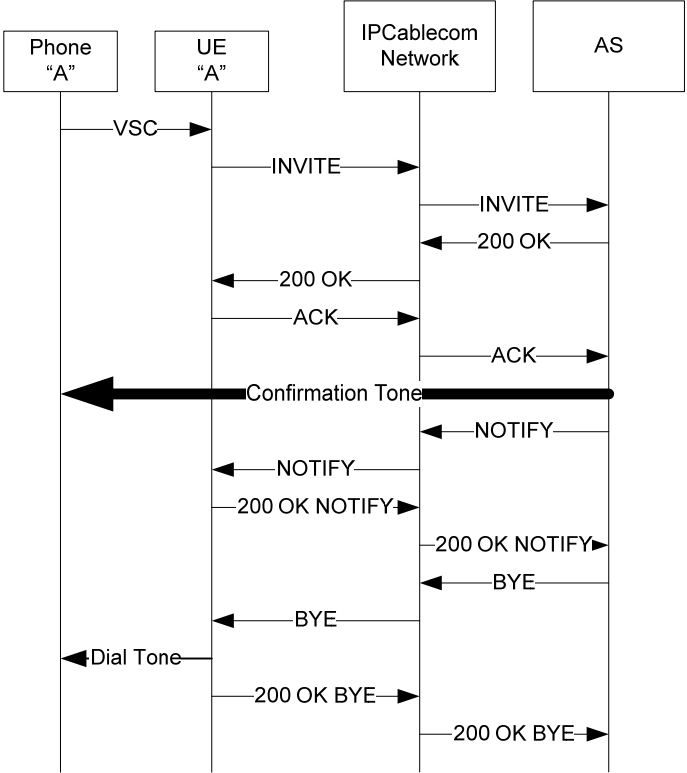 Phone
“A”
UE
“A”
IPCablecom
Network
AS
VSC
INVITE
INVITE
200 OK
200 OK
ACK
ACK
Confirmation Tone
NOTIFY
NOTIFY
200 OK NOTIFY
200 OK NOTIFY
BYE
BYE
Dial Tone
200 OK BYE
200 OK BYE